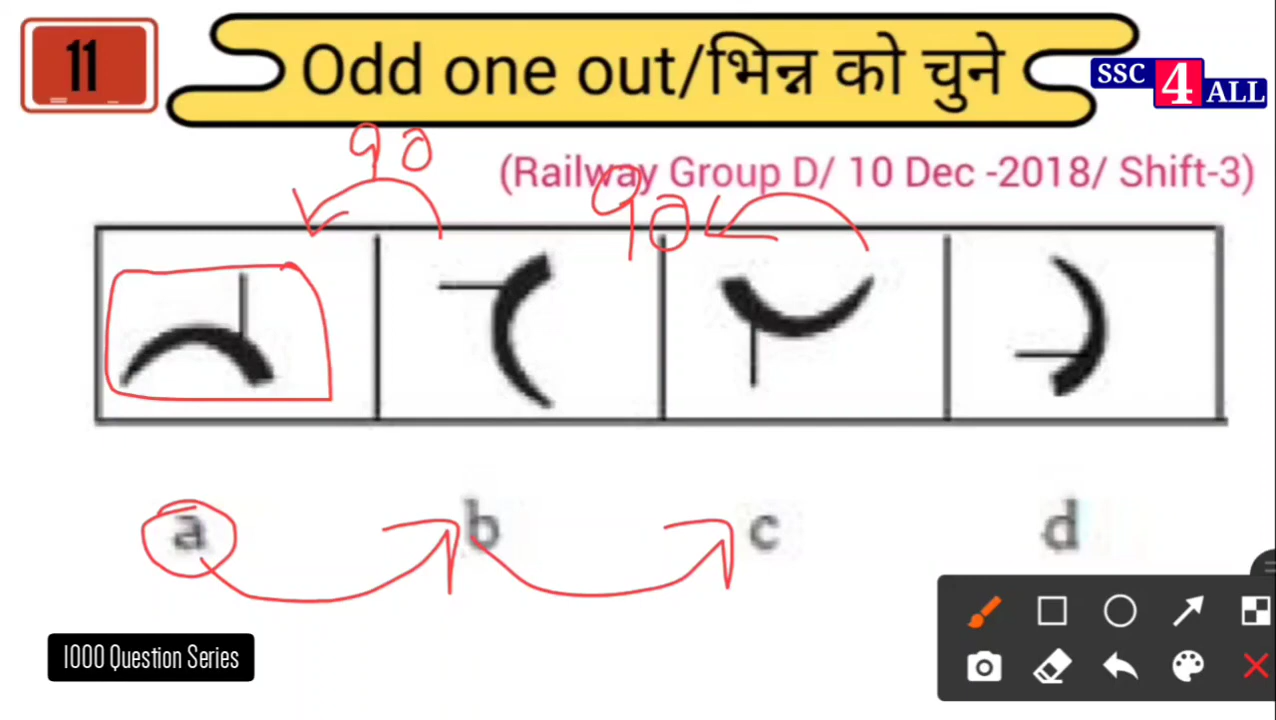 11
Odd one out/भिन्न को चुने
SSC 4 ALL
(Railway Group D/ 10 Dec -2018/ Shift-3)
90
90
a b c d
1000 Question Series